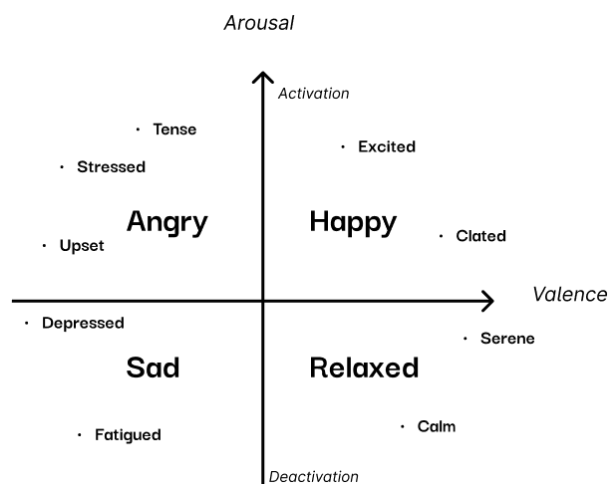 Arousal
Activation
Tense
Excited
Stressed
Angry
Happy
Upset
Clated
Valence
Depressed
Serene
Sad
Relaxed
Calm
Fatigued
Deactivation